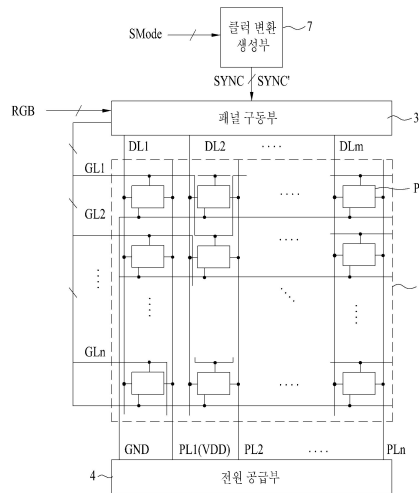 SMode
클럭 변환
생성부
7
SYNC
SYNC'
RGB
패널 구동부
3
DL1
DL2
....
DLm
GL1
....
P
GL2
....
....
....
....
....
GLn
....
GND
PL1(VDD)
PL2
....
PLn
4
전원 공급부